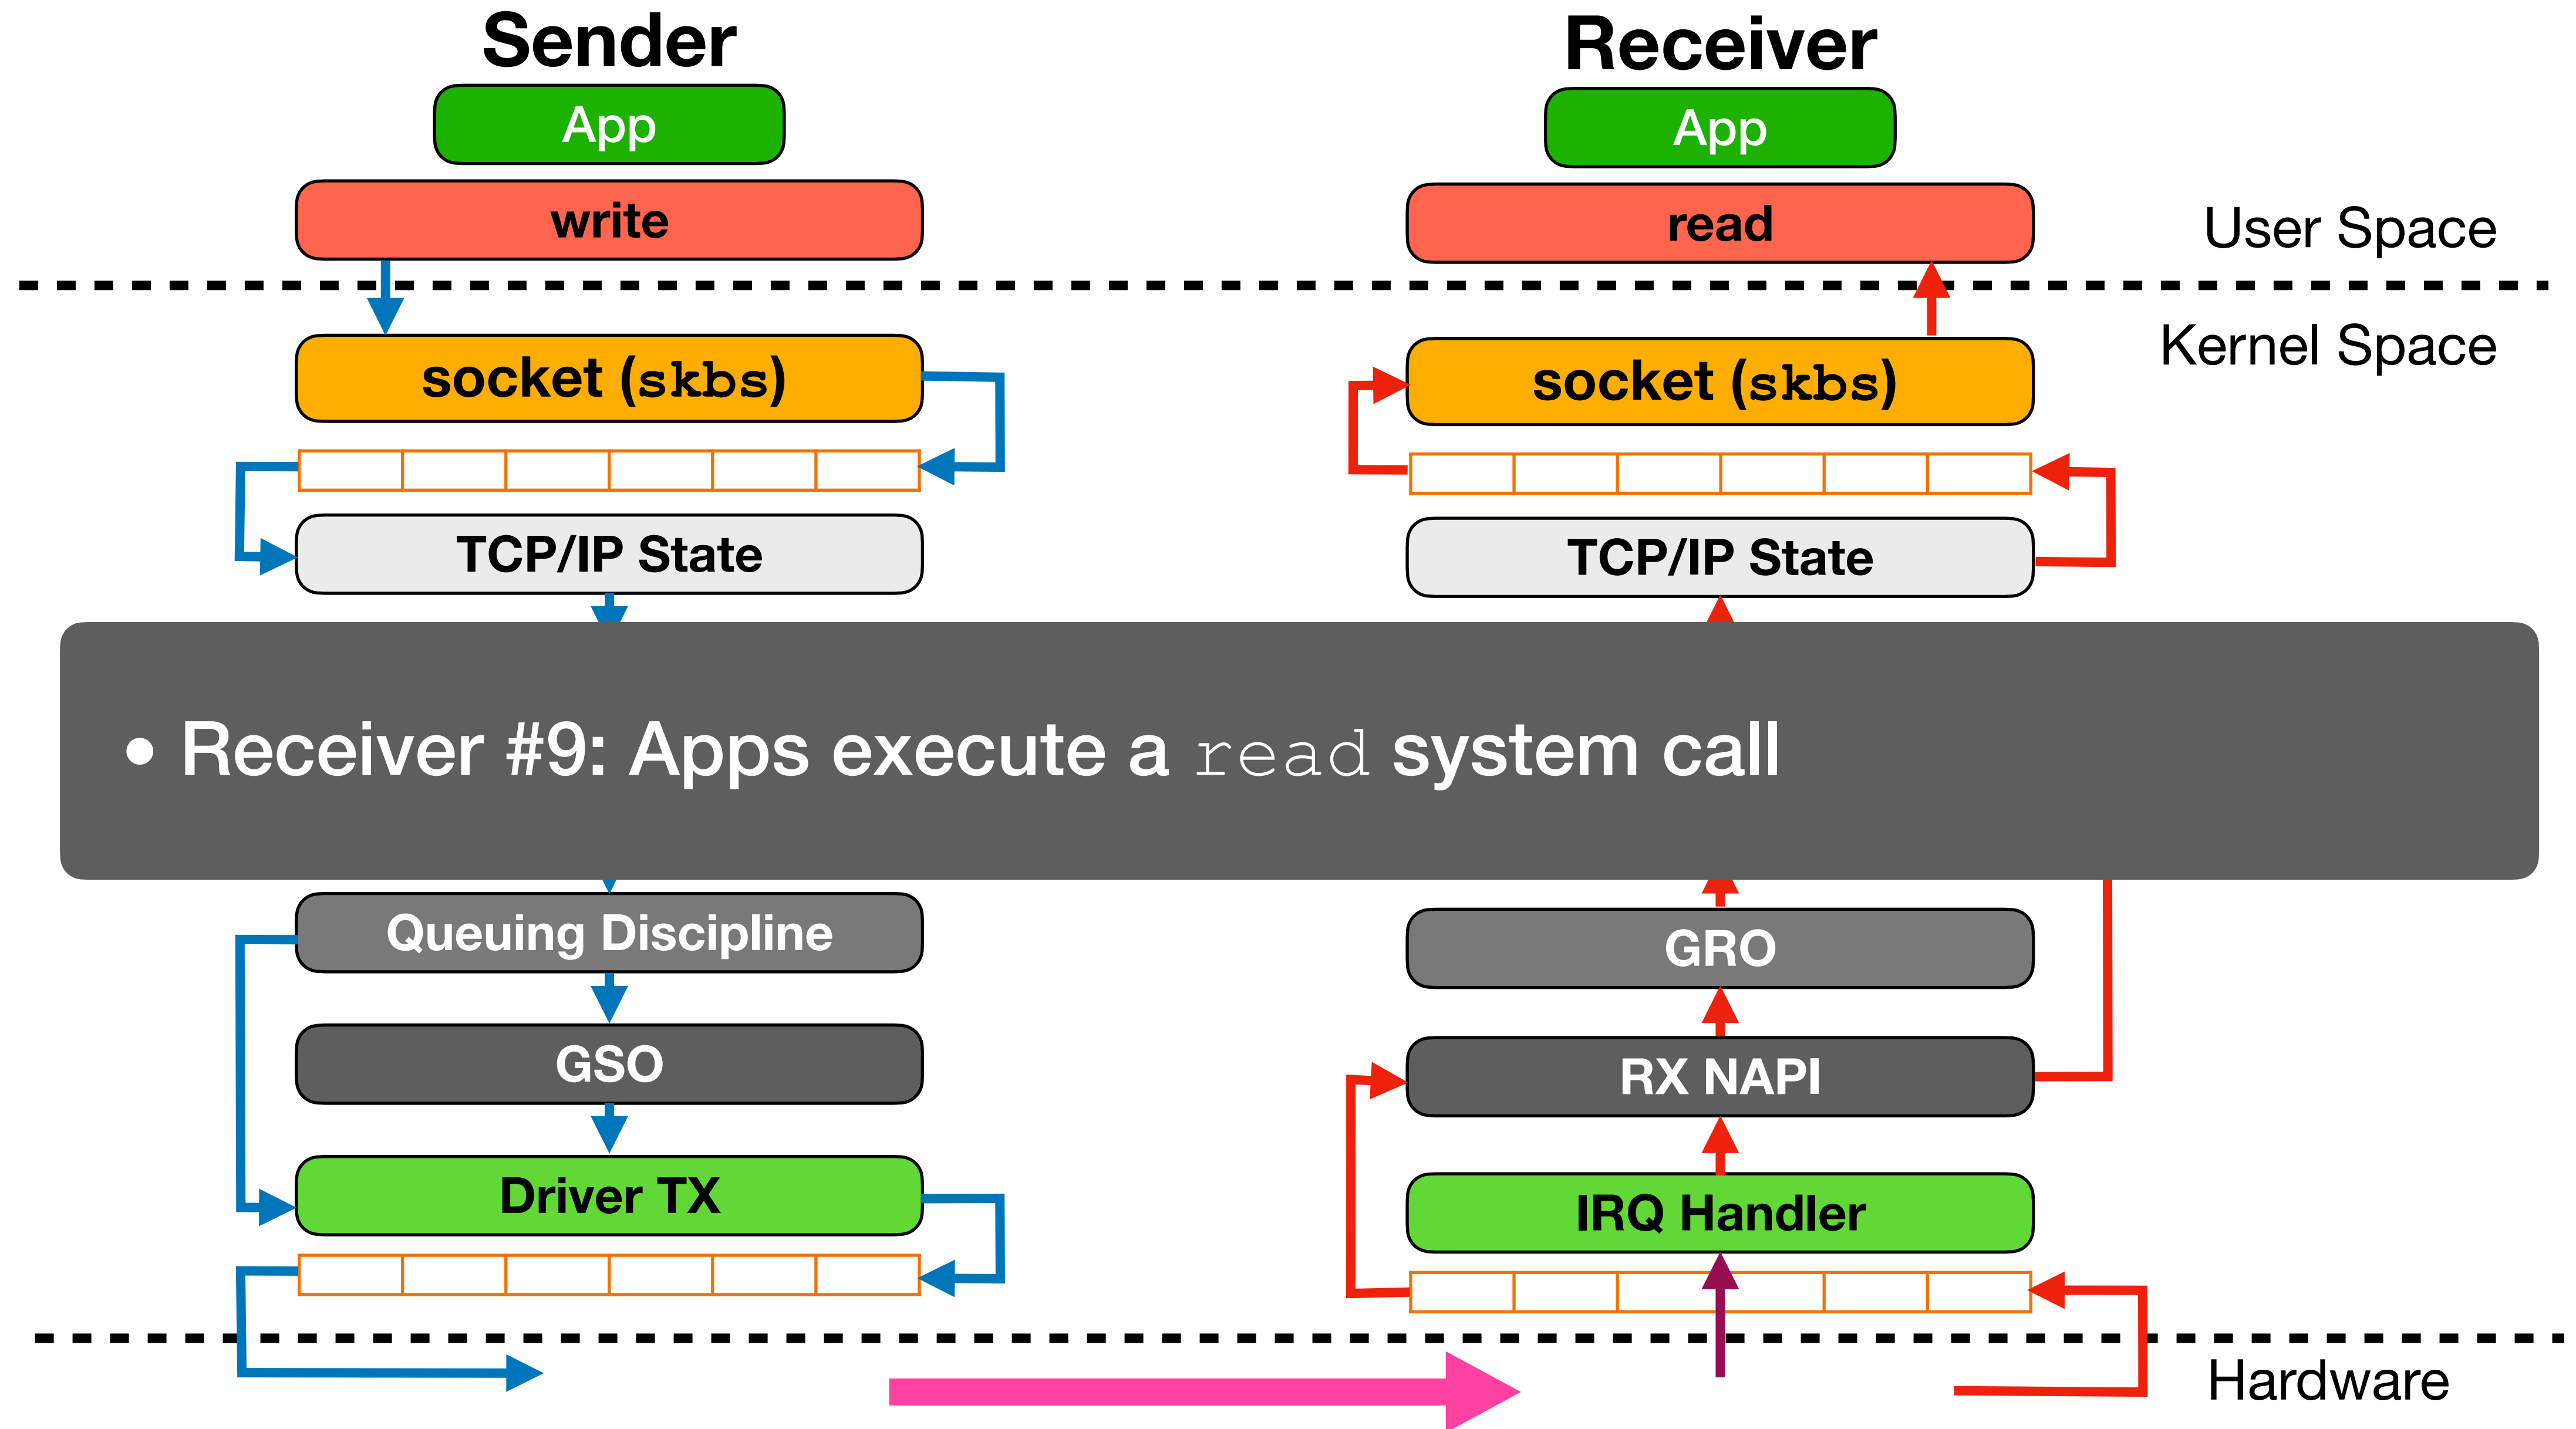 Sender
App
write
socket (skbs)
TCP/IP State
Receiver
App
read
socket (skbs)
TCP/IP State
User Space
Kernel Space
• Receiver #9: Apps execute a read system call
Queuing Discipline
GSO
Driver TX
GRO
RX NAPI
IRQ Handler
Hardware